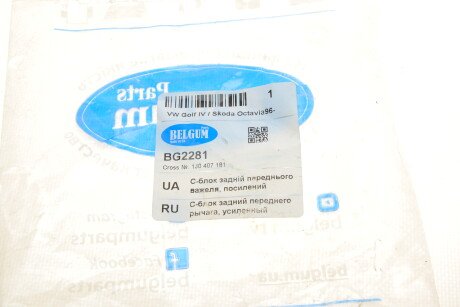 Parts
VW Golf IV / Skoda Octavia96-
1
BELGUM
BG2281
Cross Nr. 1J0 407 181
UA
С-блок задній переднього
важеля, посилений
RU
С-блок задний переднего
рычага, усиленный
belgumparts
belgumparts
belgum.ua